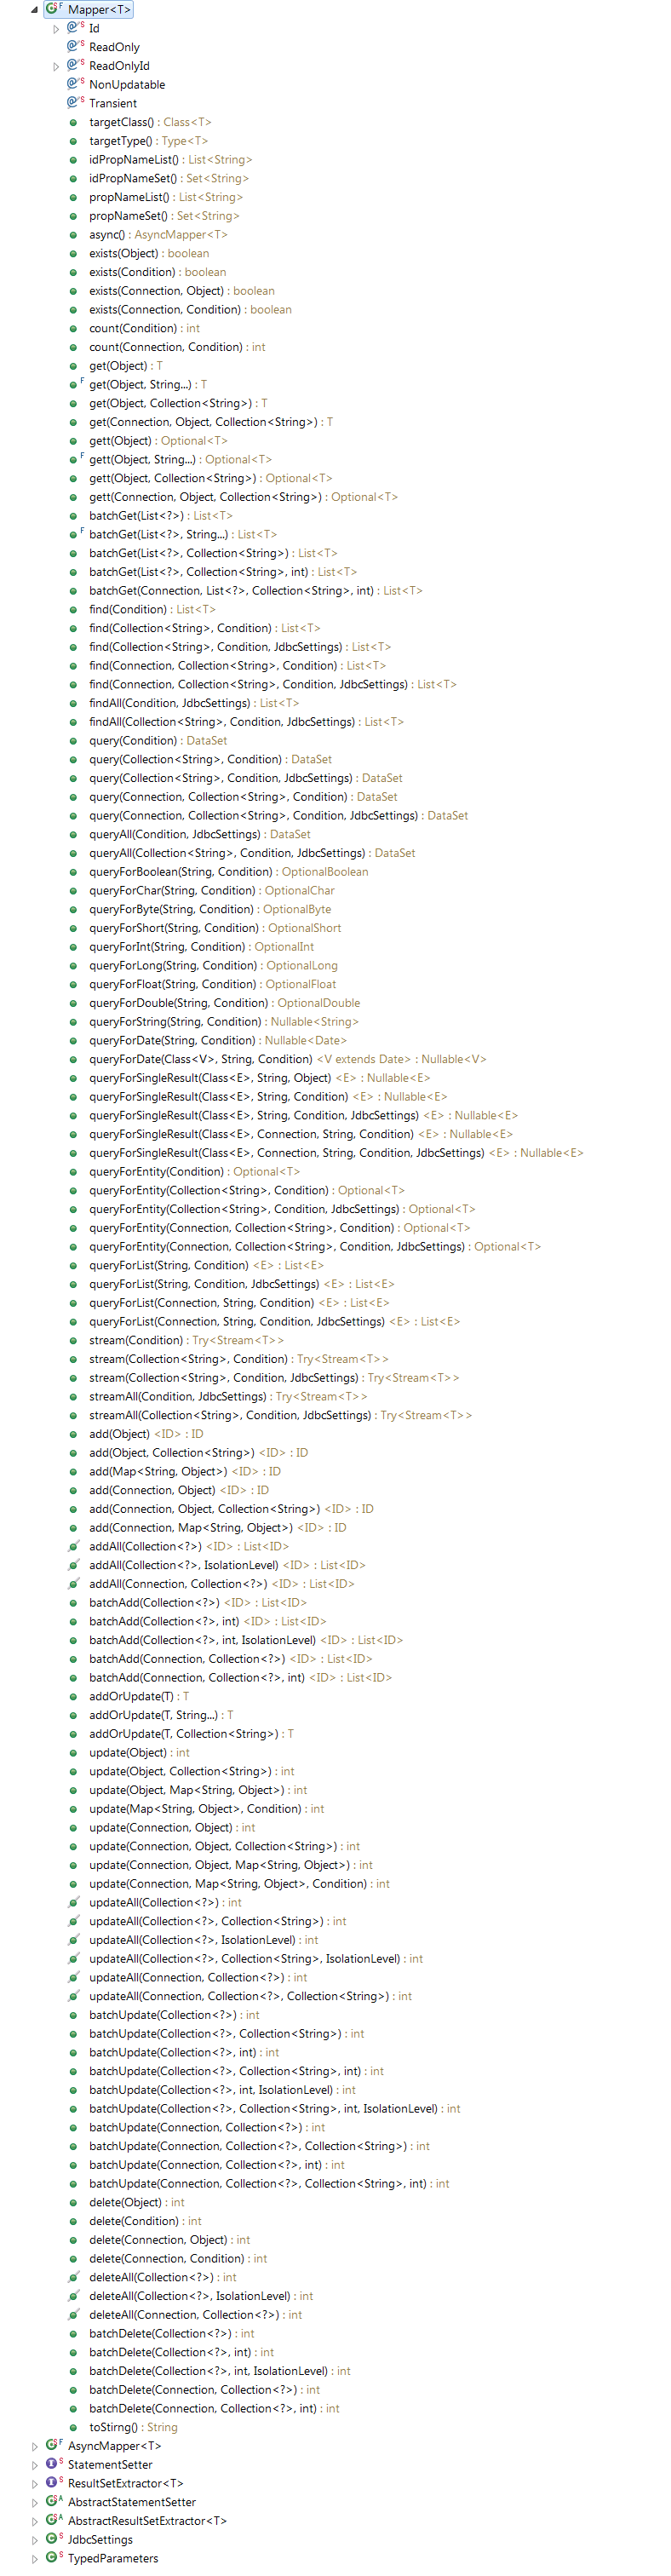 Mapper<T>
Id
ReadOnly
ReadOnlyId
NonUpdatable
Transient
targetClass() : Class<T>
targetType() : Type<T>
idPropNameList() : List<String>
idPropNameSet() : Set<String>
propNameList() : List<String>
propNameSet() : Set<String>
async() : AsyncMapper<T>
exists(Object) : boolean
exists(Condition) : boolean
exists(Connection, Object) : boolean
exists(Connection, Condition) : boolean
count(Condition) : int
count(Connection, Condition) : int
get(Object) : T
get(Object, String...) : T
get(Object, Collection<String>) : T
get(Connection, Object, Collection<String>) : T
gett(Object) : Optional<T>
gett(Object, String...) : Optional<T>
gett(Object, Collection<String>) : Optional<T>
gett(Connection, Object, Collection<String>) : Optional<T>
batchGet(List<?>) : List<T>
batchGet(List<?>, String...) : List<T>
batchGet(List<?>, Collection<String>) : List<T>
batchGet(List<?>, Collection<String>, int) : List<T>
batchGet(Connection, List<?>, Collection<String>, int) : List<T>
find(Condition) : List<T>
find(Collection<String>, Condition) : List<T>
find(Collection<String>, Condition, JdbcSettings) : List<T>
find(Connection, Collection<String>, Condition) : List<T>
find(Connection, Collection<String>, Condition, JdbcSettings) : List<T>
findAll(Condition, JdbcSettings) : List<T>
findAll(Collection<String>, Condition, JdbcSettings) : List<T>
query(Condition) : DataSet
query(Collection<String>, Condition) : DataSet
query(Collection<String>, Condition, JdbcSettings) : DataSet
query(Connection, Collection<String>, Condition) : DataSet
query(Connection, Collection<String>, Condition, JdbcSettings) : DataSet
queryAll(Condition, JdbcSettings) : DataSet
queryAll(Collection<String>, Condition, JdbcSettings) : DataSet
queryForBoolean(String, Condition) : OptionalBoolean
queryForChar(String, Condition) : OptionalChar
queryForByte(String, Condition) : OptionalByte
queryForShort(String, Condition) : OptionalShort
queryForInt(String, Condition) : OptionalInt
queryForLong(String, Condition) : OptionalLong
queryForFloat(String, Condition) : OptionalFloat
queryForDouble(String, Condition) : OptionalDouble
queryForString(String, Condition) : Nullable<String>
queryForDate(String, Condition) : Nullable<Date>
queryForDate(Class<V>, String, Condition) <V extends Date> : Nullable<V>
queryForSingleResult(Class<E>, String, Object) <E> : Nullable<E>
queryForSingleResult(Class<E>, String, Condition) <E> : Nullable<E>
queryForSingleResult(Class<E>, String, Condition, JdbcSettings) <E> : Nullable<E>
queryForSingleResult(Class<E>, Connection, String, Condition) <E> : Nullable<E>
queryForSingleResult(Class<E>, Connection, String, Condition, JdbcSettings) <E> : Nullable<E>
queryForEntity(Condition) : Optional<T>
queryForEntity(Collection<String>, Condition) : Optional<T>
queryForEntity(Collection<String>, Condition, JdbcSettings) : Optional<T>
queryForEntity(Connection, Collection<String>, Condition) : Optional<T>
queryForEntity(Connection, Collection<String>, Condition, JdbcSettings) : Optional<T>
queryForList(String, Condition) <E> : List<E>
queryForList(String, Condition, JdbcSettings) <E> : List<E>
queryForList(Connection, String, Condition) <E> : List<E>
queryForList(Connection, String, Condition, JdbcSettings) <E> : List<E>
stream(Condition) : Try<Stream<T>>
stream(Collection<String>, Condition) : Try<Stream<T>>
stream(Collection<String>, Condition, JdbcSettings) : Try<Stream<T>>
streamAll(Condition, JdbcSettings) : Try<Stream<T>>
streamAll(Collection<String>, Condition, JdbcSettings) : Try<Stream<T>>
add(Object) <ID> : ID
add(Object, Collection<String>) <ID> : ID
add(Map<String, Object>) <ID> : ID
add(Connection, Object) <ID> : ID
add(Connection, Object, Collection<String>) <ID> : ID
add(Connection, Map<String, Object>) <ID> : ID
addAll(Collection<?>) <ID> : List<ID>
addAll(Collection<?>, IsolationLevel) <ID> : List<ID>
addAll(Connection, Collection<?>) <ID> : List<ID>
batchAdd(Collection<?>) <ID> : List<ID>
batchAdd(Collection<?>, int) <ID> : List<ID>
batchAdd(Collection<?>, int, IsolationLevel) <ID> : List<ID>
batchAdd(Connection, Collection<?>) <ID> : List<ID>
batchAdd(Connection, Collection<?>, int) <ID> : List<ID>
addOrUpdate(T) : T
addOrUpdate(T, String...) : T
addOrUpdate(T, Collection<String>) : T
update(Object) : int
update(Object, Collection<String>) : int
update(Object, Map<String, Object>) : int
update(Map<String, Object>, Condition) : int
update(Connection, Object) : int
update(Connection, Object, Collection<String>) : int
update(Connection, Object, Map<String, Object>) : int
update(Connection, Map<String, Object>, Condition) : int
updateAll(Collection<?>) : int
updateAll(Collection<?>, Collection<String>) : int
updateAll(Collection<?>, IsolationLevel) : int
updateAll(Collection<?>, Collection<String>, IsolationLevel) : int
updateAll(Connection, Collection<?>) : int
updateAll(Connection, Collection<?>, Collection<String>) : int
batchUpdate(Collection<?>) : int
batchUpdate(Collection<?>, Collection<String>) : int
batchUpdate(Collection<?>, int) : int
batchUpdate(Collection<?>, Collection<String>, int) : int
batchUpdate(Collection<?>, int, IsolationLevel) : int
batchUpdate(Collection<?>, Collection<String>, int, IsolationLevel) : int
batchUpdate(Connection, Collection<?>) : int
batchUpdate(Connection, Collection<?>, Collection<String>) : int
batchUpdate(Connection, Collection<?>, int) : int
batchUpdate(Connection, Collection<?>, Collection<String>, int) : int
delete(Object) : int
delete(Condition) : int
delete(Connection, Object) : int
delete(Connection, Condition) : int
deleteAll(Collection<?>) : int
deleteAll(Collection<?>, IsolationLevel) : int
deleteAll(Connection, Collection<?>) : int
batchDelete(Collection<?>) : int
batchDelete(Collection<?>, int) : int
batchDelete(Collection<?>, int, IsolationLevel) : int
batchDelete(Connection, Collection<?>) : int
batchDelete(Connection, Collection<?>, int) : int
toStirng() : String
AsyncMapper<T>
StatementSetter
ResultSetExtractor<T>
AbstractStatementSetter
AbstractResultSetExtractor<T>
JdbcSettings
TypedParameters